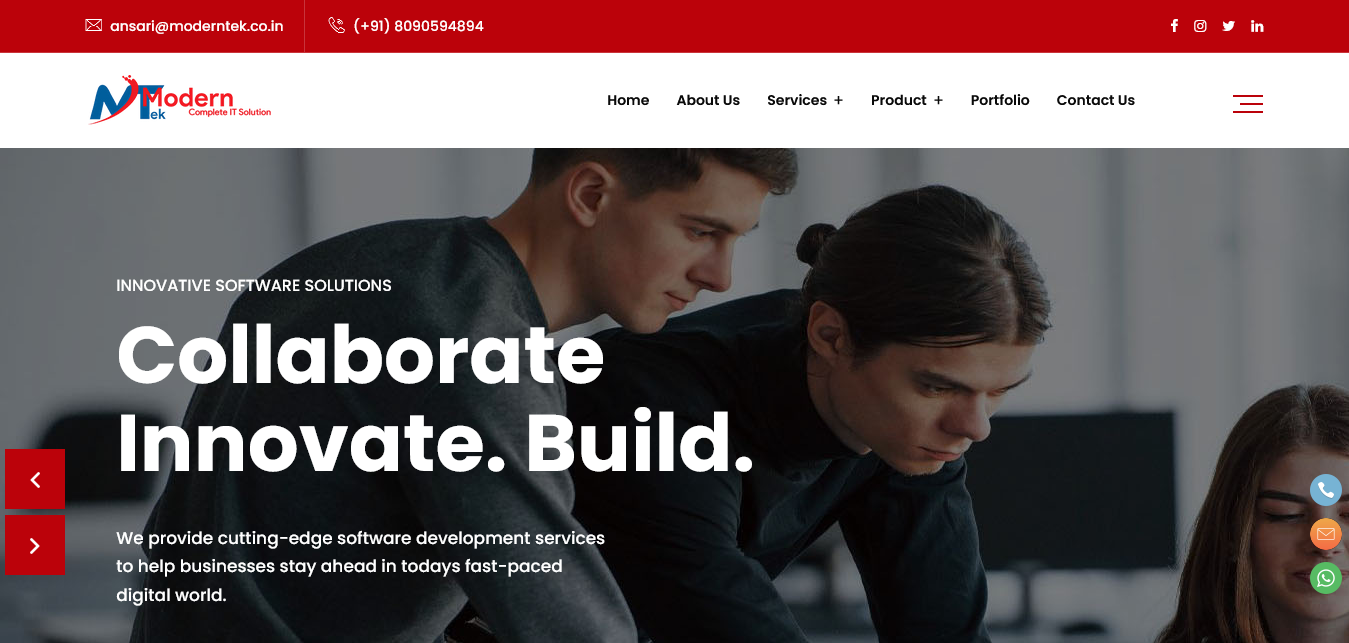 ansari@moderntek.co.in
(+91) 8090594894
Modern
Tek
Complete IT Solution
Home
About Us
Services +
Product +
Portfolio
Contact Us
INNOVATIVE SOFTWARE SOLUTIONS
Collaborate
Innovate. Build.
We provide cutting-edge software development services
to help businesses stay ahead in todays fast-paced
digital world.